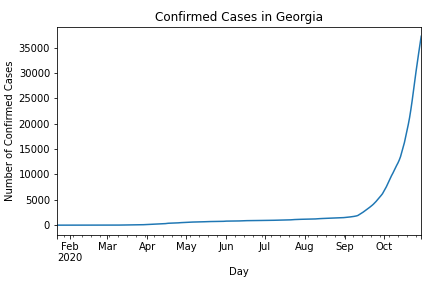 Confirmed Cases in Georgia
Number of Confirmed Cases
35000
30000
25000
20000
15000
10000
5000
0
Feb Mar Apr May Jun Jul Aug Sep Oct
2020
Day